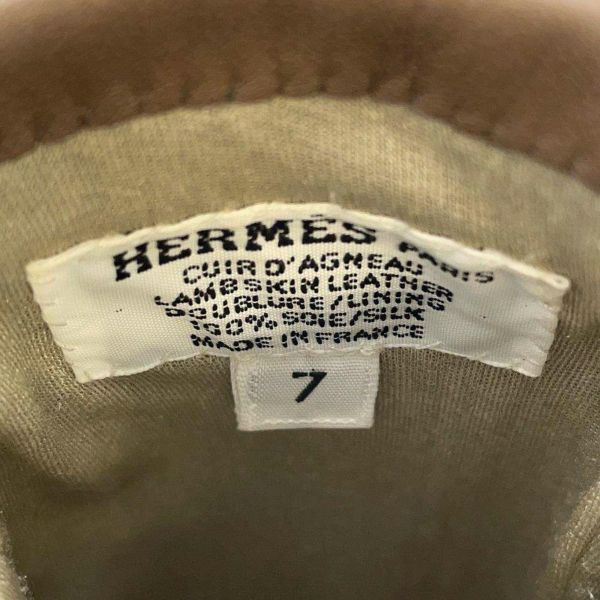 HERMÈS PARIS
CUIR D'AGNEAU
LAMBSKIN LEATHER
DOUBLURE/LINING
100% SOIE/SILK
MADE IN FRANCE
7